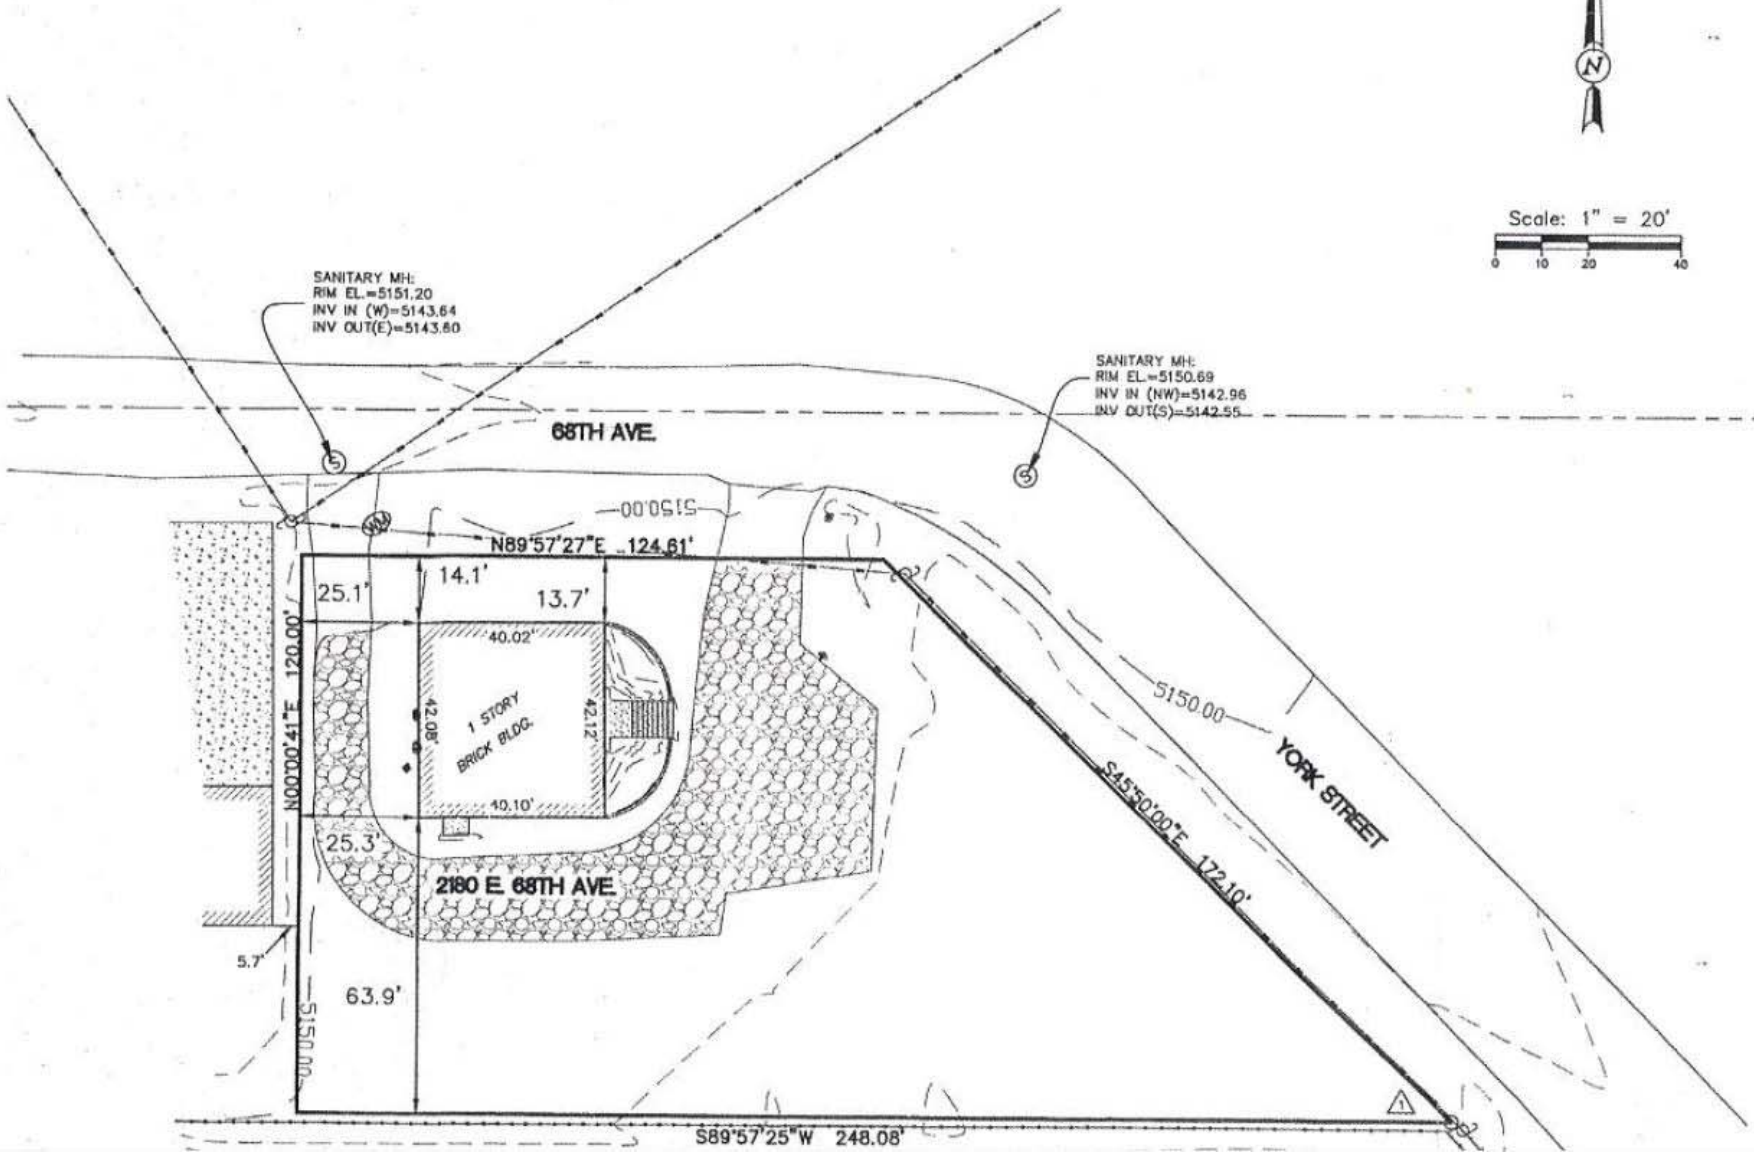 N
Scale: 1" = 20'
0 10 20 40
SANITARY MH:
RIM EL.=5151.20
INV IN (W)=5143.64
INV OUT(E)=5143.60
SANITARY MH:
RIM EL.=5150.69
INV IN (NW)=5142.96
INV OUT(S)=5142.55
68TH AVE.
S
S
5150.00
WM
N89°57'27"E 124.61'
25.1'
14.1'
13.7'
40.02'
N00°00'41"E 120.00'
42.08'
1 STORY
BRICK BLDG.
42.12'
40.10'
5150.00
YORK STREET
S45°50'00"E 172.10'
25.3'
2180 E. 68TH AVE.
5.7'
63.9'
5150.00
1
S89°57'25"W 248.08'